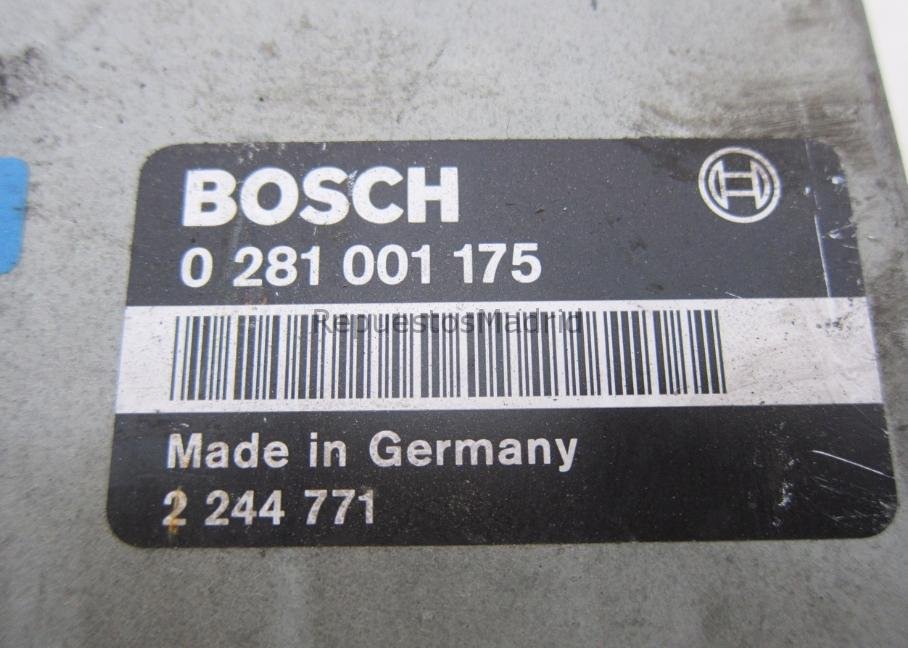 BOSCH
0 281 001 175
RepuestosMadrid
Made in Germany
2 244 771